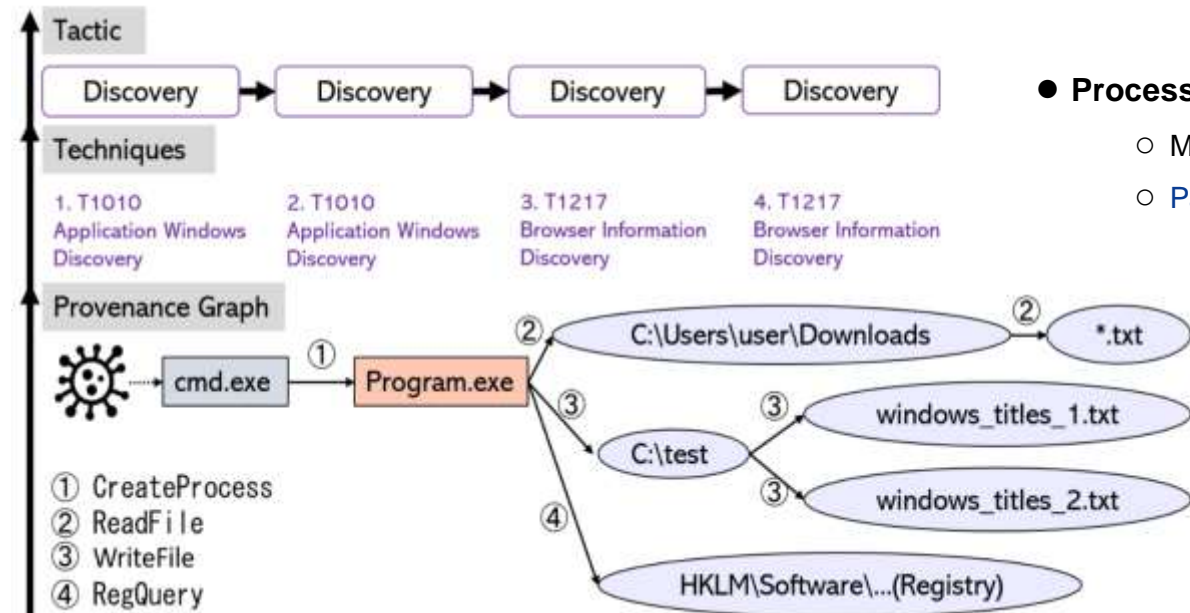 Tactic
Discovery Discovery Discovery Discovery
Techniques
1. T1010
Application Windows
Discovery
2. T1010
Application Windows
Discovery
3. T1217
Browser Information
Discovery
4. T1217
Browser Information
Discovery
Provenance Graph
cmd.exe
①
Program.exe
②
C:\Users\user\Downloads
②
*.txt
③
C:\test
③
windows_titles_1.txt
③
windows_titles_2.txt
④
HKLM\Software\...(Registry)
① CreateProcess
② ReadFile
③ WriteFile
④ RegQuery
● Process
○ M
○ P